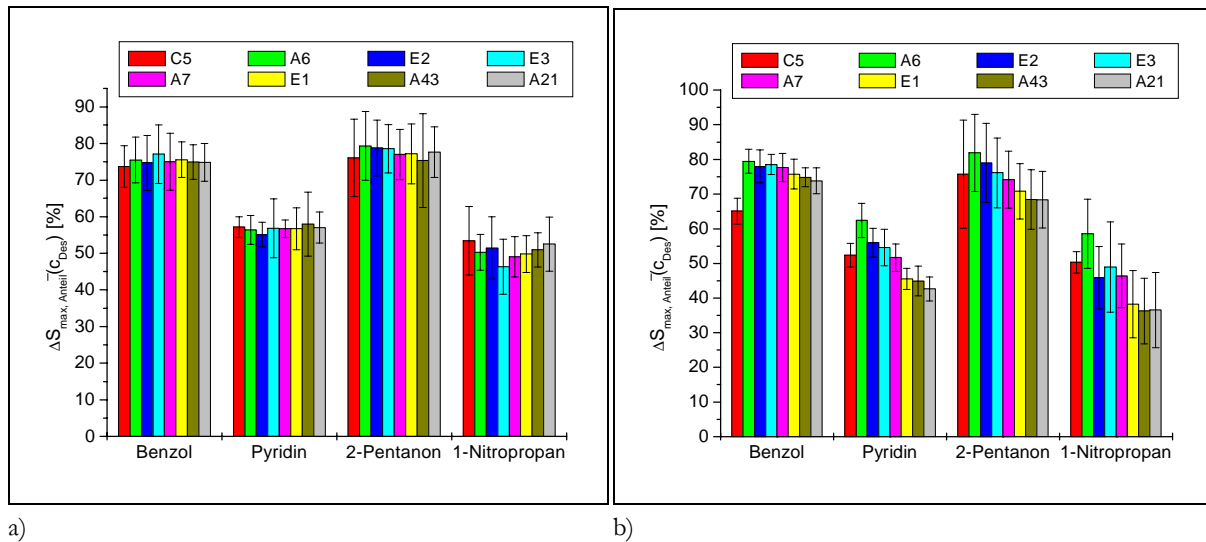 C5 A6 E2 E3
A7 E1 A43 A21
ΔS_max, Anteil (c̄_Des) [%]
90
80
70
60
50
40
30
20
10
0
Benzol Pyridin 2-Pentanon 1-Nitropropan
a)
C5 A6 E2 E3
A7 E1 A43 A21
ΔS_max, Anteil (c̄_Des) [%]
100
90
80
70
60
50
40
30
20
10
0
Benzol Pyridin 2-Pentanon 1-Nitropropan
b)